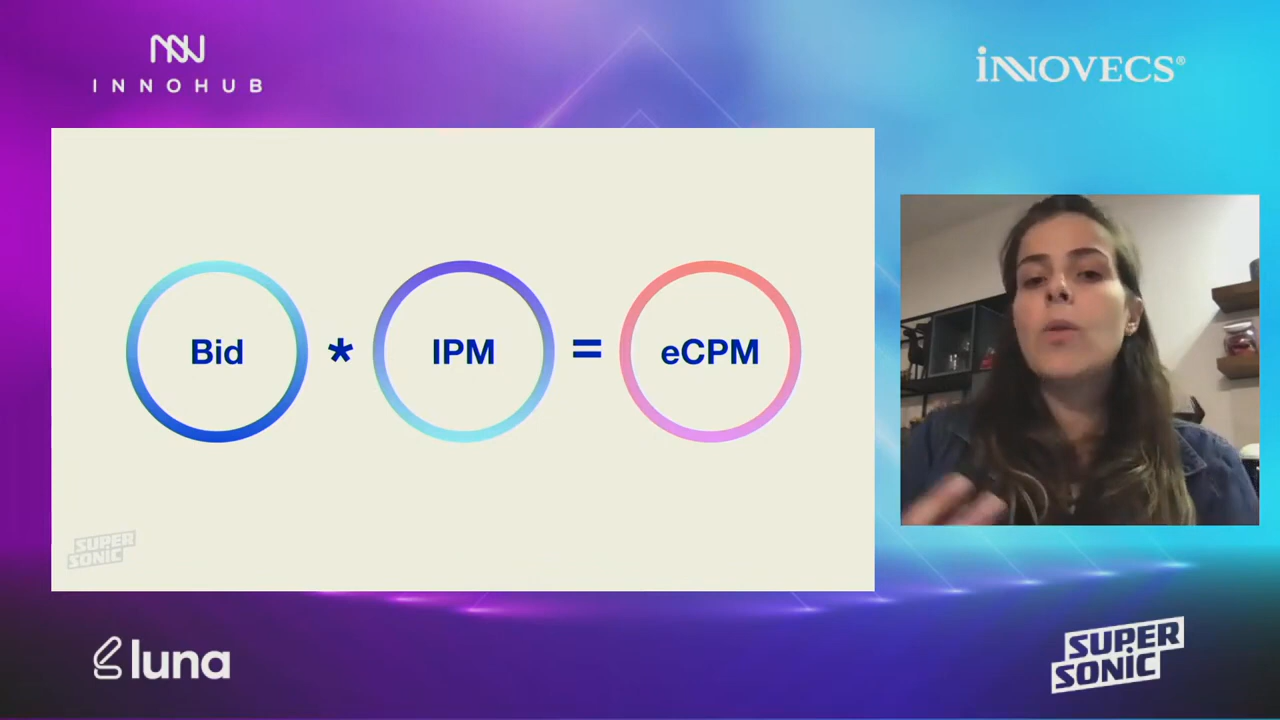 INNOHUB
iNNOVECS®
Bid * IPM = eCPM
SUPER
SONIC
luna
SUPER
SONIC